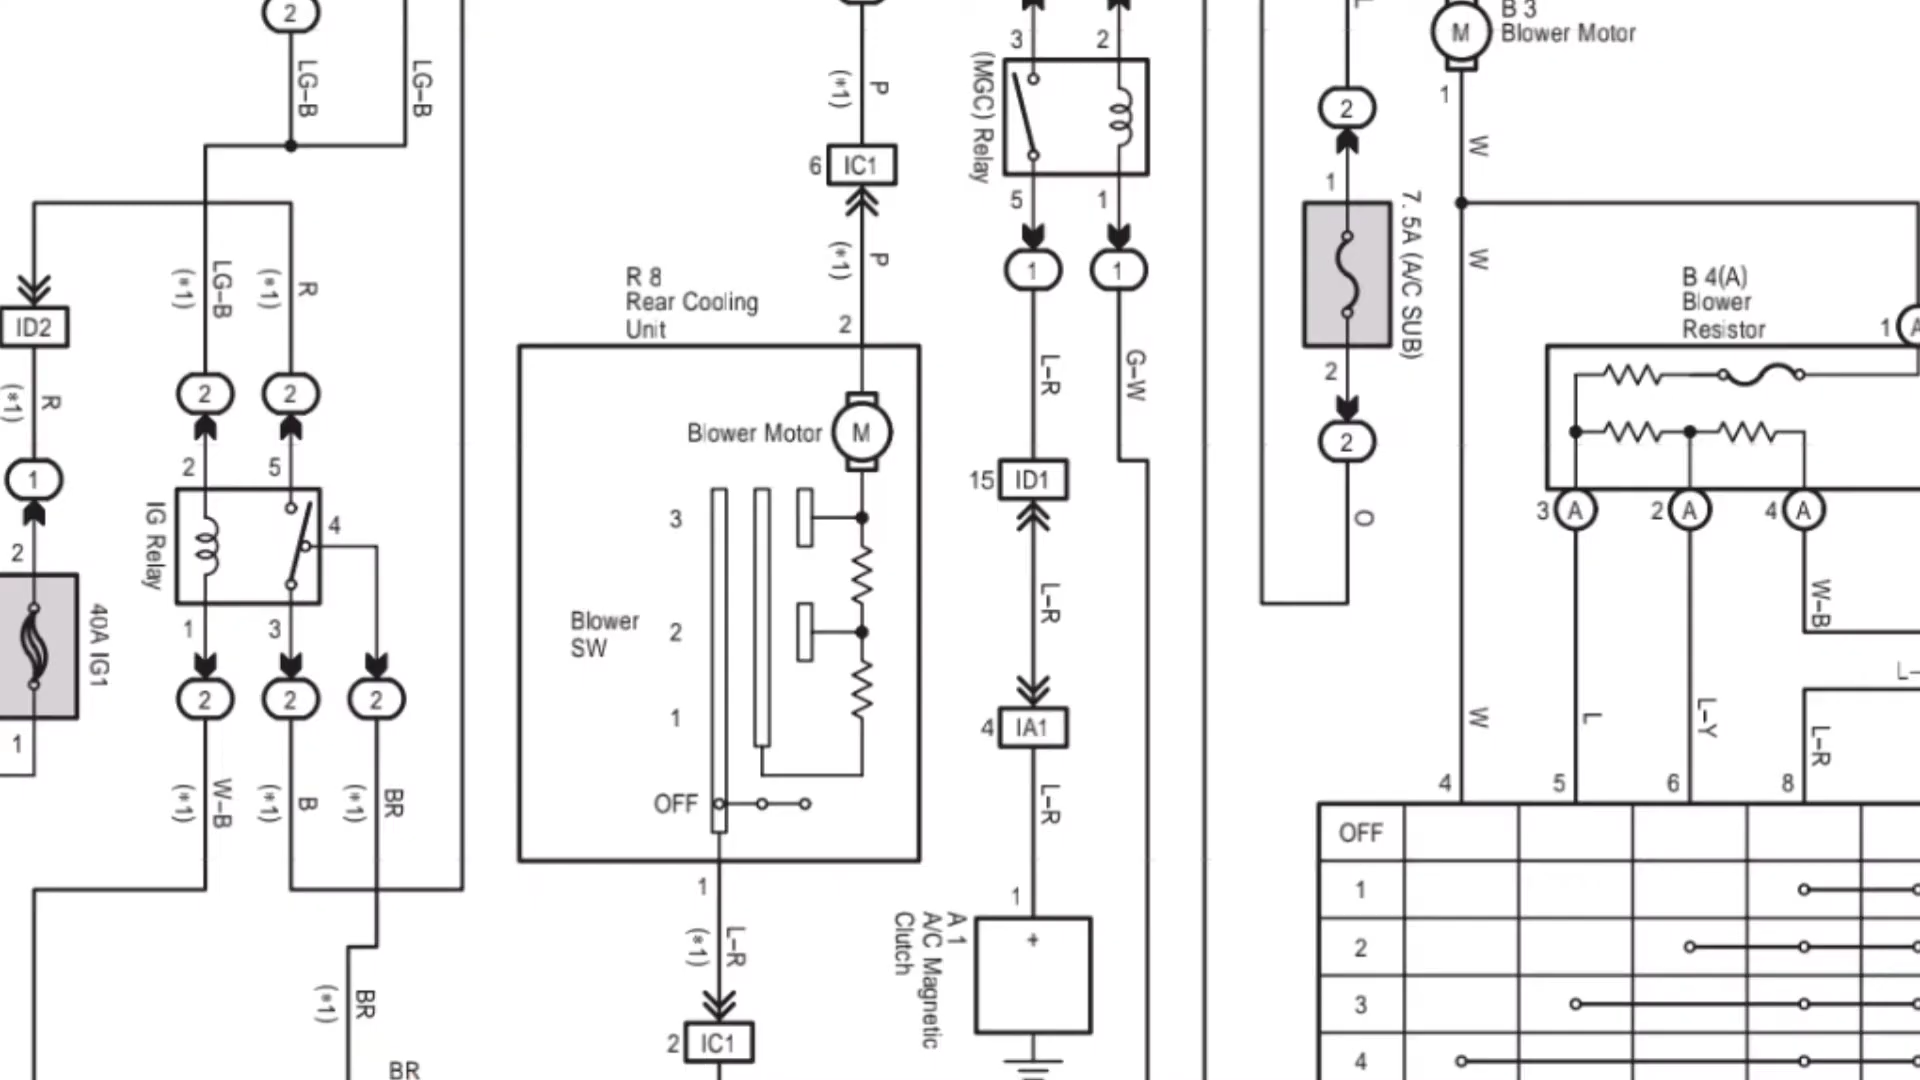 2
LG-B
LG-B
LG-B
(*1)
R
(*1)
ID2
R
(*1)
1
2
40A IG1
1
2
2
2
5
IG Relay
4
1
3
2
2
2
W-B
(*1)
B
(*1)
BR
(*1)
BR
(*1)
BR
P
(*1)
6
IC1
P
(*1)
R 8
Rear Cooling
Unit
2
Blower Motor
M
3
2
1
Blower
SW
OFF
1
L-R
(*1)
2
IC1
3
2
(MGC) Relay
5
1
1
1
L-R
G-W
15
ID1
L-R
4
IA1
L-R
1
A 1
A/C Magnetic
Clutch
+
L
2
1
7. 5A (A/C SUB)
2
2
O
B 3
Blower Motor
M
1
W
W
W
B 4(A)
Blower
Resistor
1
A
3
A
2
A
4
A
W-B
L-
L
L-Y
L-R
4
5
6
8
OFF
1
2
3
4